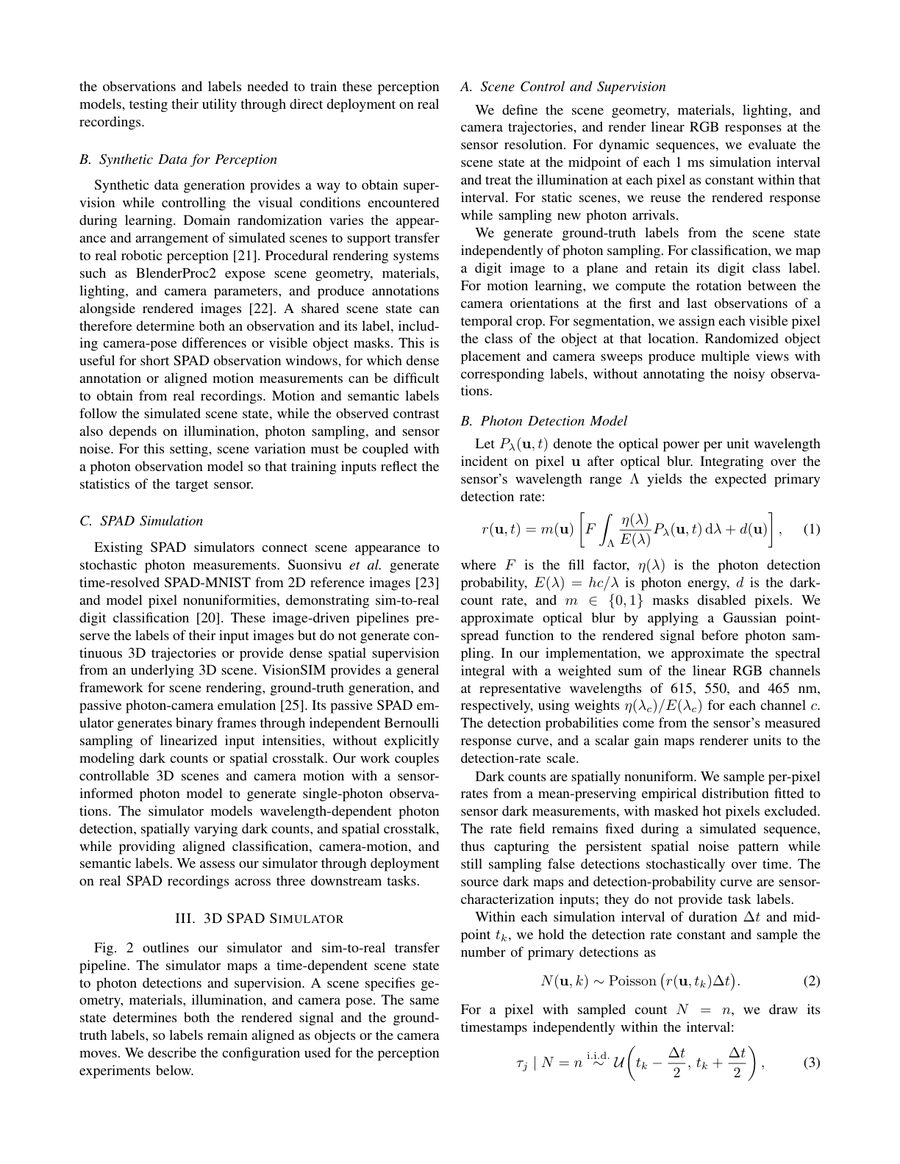 the observations and labels needed to train these perception
models, testing their utility through direct deployment on real
recordings.
B. Synthetic Data for Perception
Synthetic data generation provides a way to obtain super-
vision while controlling the visual conditions encountered
during learning. Domain randomization varies the appear-
ance and arrangement of simulated scenes to support transfer
to real robotic perception [21]. Procedural rendering systems
such as BlenderProc2 expose scene geometry, materials,
lighting, and camera parameters, and produce annotations
alongside rendered images [22]. A shared scene state can
therefore determine both an observation and its label, includ-
ing camera-pose differences or visible object masks. This is
useful for short SPAD observation windows, for which dense
annotation or aligned motion measurements can be difficult
to obtain from real recordings. Motion and semantic labels
follow the simulated scene state, while the observed contrast
also depends on illumination, photon sampling, and sensor
noise. For this setting, scene variation must be coupled with
a photon observation model so that training inputs reflect the
statistics of the target sensor.
C. SPAD Simulation
Existing SPAD simulators connect scene appearance to
stochastic photon measurements. Suonsivu et al. generate
time-resolved SPAD-MNIST from 2D reference images [23]
and model pixel nonuniformities, demonstrating sim-to-real
digit classification [20]. These image-driven pipelines pre-
serve the labels of their input images but do not generate con-
tinuous 3D trajectories or provide dense spatial supervision
from an underlying 3D scene. VisionSIM provides a general
framework for scene rendering, ground-truth generation, and
passive photon-camera emulation [25]. Its passive SPAD em-
ulator generates binary frames through independent Bernoulli
sampling of linearized input intensities, without explicitly
modeling dark counts or spatial crosstalk. Our work couples
controllable 3D scenes and camera motion with a sensor-
informed photon model to generate single-photon observa-
tions. The simulator models wavelength-dependent photon
detection, spatially varying dark counts, and spatial crosstalk,
while providing aligned classification, camera-motion, and
semantic labels. We assess our simulator through deployment
on real SPAD recordings across three downstream tasks.
III. 3D SPAD SIMULATOR
Fig. 2 outlines our simulator and sim-to-real transfer
pipeline. The simulator maps a time-dependent scene state
to photon detections and supervision. A scene specifies ge-
ometry, materials, illumination, and camera pose. The same
state determines both the rendered signal and the ground-
truth labels, so labels remain aligned as objects or the camera
moves. We describe the configuration used for the perception
experiments below.
A. Scene Control and Supervision
We define the scene geometry, materials, lighting, and
camera trajectories, and render linear RGB responses at the
sensor resolution. For dynamic sequences, we evaluate the
scene state at the midpoint of each 1 ms simulation interval
and treat the illumination at each pixel as constant within that
interval. For static scenes, we reuse the rendered response
while sampling new photon arrivals.
We generate ground-truth labels from the scene state
independently of photon sampling. For classification, we map
a digit image to a plane and retain its digit class label.
For motion learning, we compute the rotation between the
camera orientations at the first and last observations of a
temporal crop. For segmentation, we assign each visible pixel
the class of the object at that location. Randomized object
placement and camera sweeps produce multiple views with
corresponding labels, without annotating the noisy observa-
tions.
B. Photon Detection Model
Let P_λ(u, t) denote the optical power per unit wavelength
incident on pixel u after optical blur. Integrating over the
sensor's wavelength range Λ yields the expected primary
detection rate:
r(u, t) = m(u) [ F ∫_Λ η(λ)/E(λ) P_λ(u, t) dλ + d(u) ] , (1)
where F is the fill factor, η(λ) is the photon detection
probability, E(λ) = hc/λ is photon energy, d is the dark-
count rate, and m ∈ {0, 1} masks disabled pixels. We
approximate optical blur by applying a Gaussian point-
spread function to the rendered signal before photon sam-
pling. In our implementation, we approximate the spectral
integral with a weighted sum of the linear RGB channels
at representative wavelengths of 615, 550, and 465 nm,
respectively, using weights η(λ_c)/E(λ_c) for each channel c.
The detection probabilities come from the sensor's measured
response curve, and a scalar gain maps renderer units to the
detection-rate scale.
Dark counts are spatially nonuniform. We sample per-pixel
rates from a mean-preserving empirical distribution fitted to
sensor dark measurements, with masked hot pixels excluded.
The rate field remains fixed during a simulated sequence,
thus capturing the persistent spatial noise pattern while
still sampling false detections stochastically over time. The
source dark maps and detection-probability curve are sensor-
characterization inputs; they do not provide task labels.
Within each simulation interval of duration Δt and mid-
point t_k, we hold the detection rate constant and sample the
number of primary detections as
N(u, k) ∼ Poisson (r(u, t_k)Δt). (2)
For a pixel with sampled count N = n, we draw its
timestamps independently within the interval:
τ_j | N = n i.i.d. ∼ U ( t_k − Δt/2 , t_k + Δt/2 ) , (3)